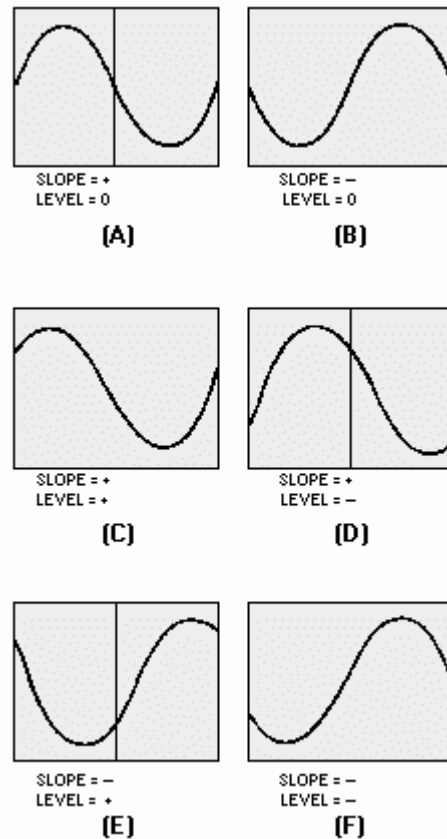 SLOPE = +
LEVEL = 0
(A)
SLOPE = –
LEVEL = 0
(B)
SLOPE = +
LEVEL = +
(C)
SLOPE = +
LEVEL = –
(D)
SLOPE = –
LEVEL = +
(E)
SLOPE = –
LEVEL = –
(F)